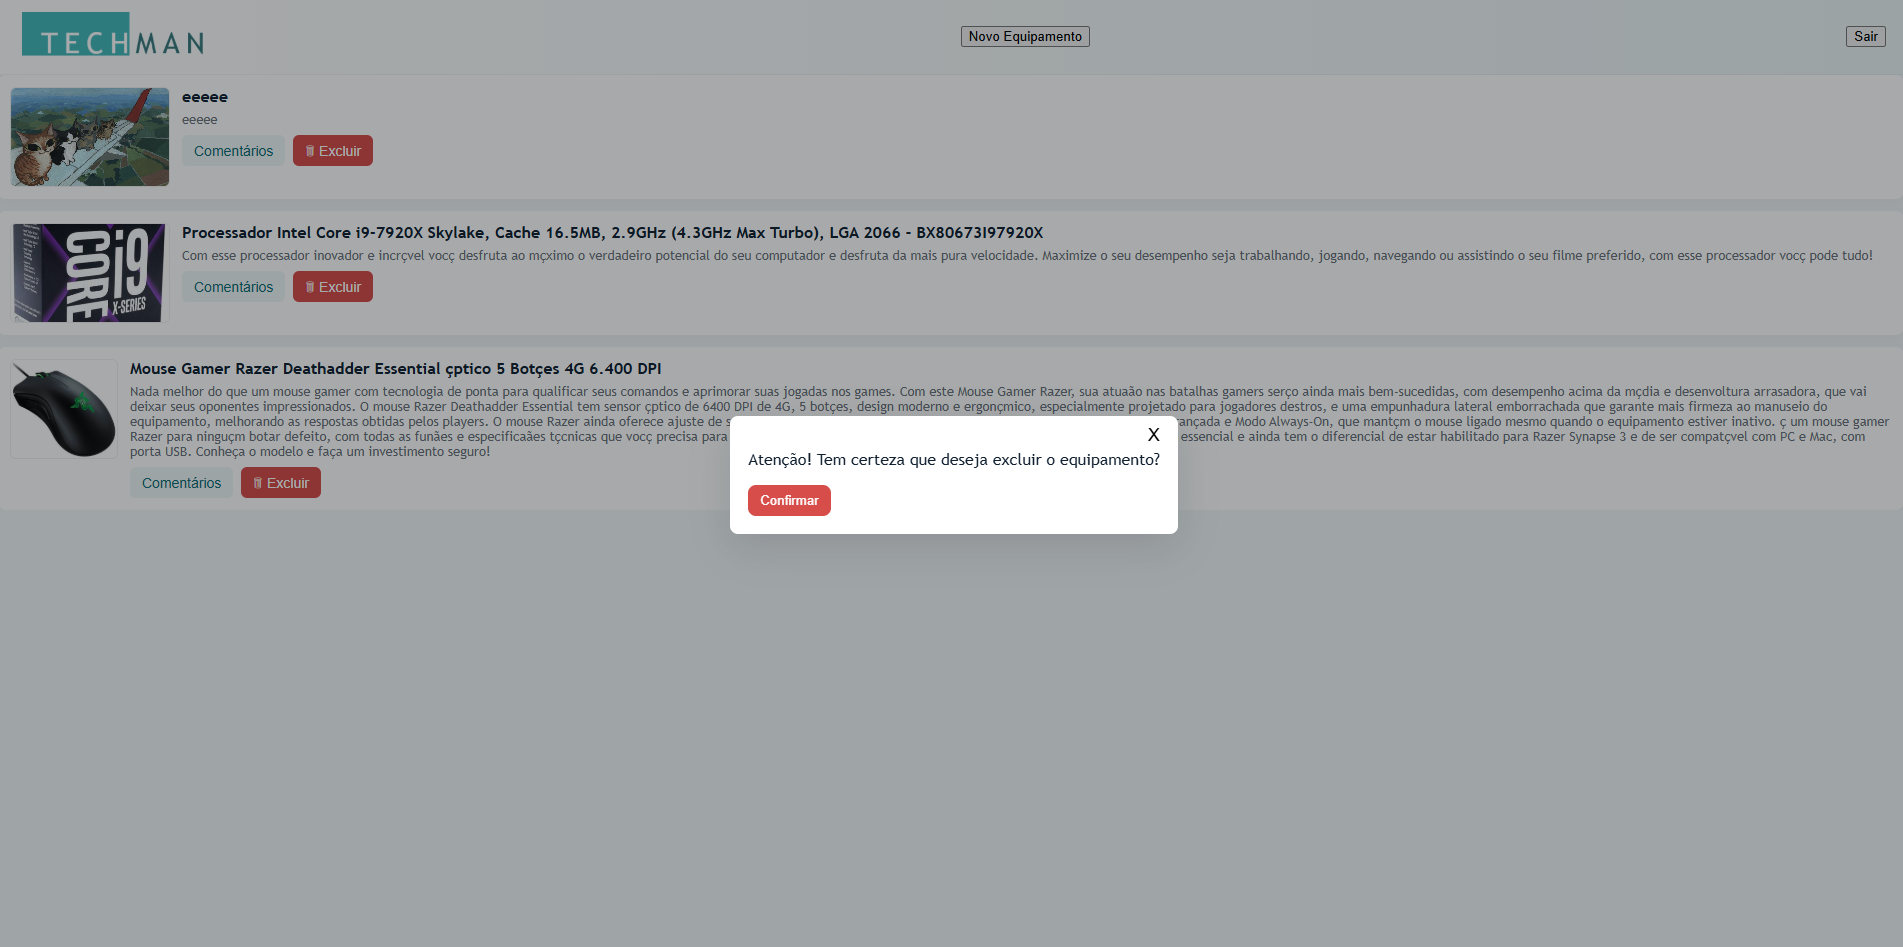 TECHMAN
Novo Equipamento
Sair
eeeee
eeeee
Comentários
Excluir
CORE i9
X-SERIES
Processador Intel Core i9-7920X Skylake, Cache 16.5MB, 2.9GHz (4.3GHz Max Turbo), LGA 2066 - BX80673I97920X
Com esse processador inovador e incrçvel vocç desfruta ao mçximo o verdadeiro potencial do seu computador e desfruta da mais pura velocidade. Maximize o seu desempenho seja trabalhando, jogando, navegando ou assistindo o seu filme preferido, com esse processador vocç pode tudo!
Comentários
Excluir
Mouse Gamer Razer Deathadder Essential çptico 5 Botçes 4G 6.400 DPI
Nada melhor do que um mouse gamer com tecnologia de ponta para qualificar seus comandos e aprimorar suas jogadas nos games. Com este Mouse Gamer Razer, sua atuaão nas batalhas gamers serço ainda mais bem-sucedidas, com desempenho acima da mçdia e desenvoltura arrasadora, que vai
deixar seus oponentes impressionados. O mouse Razer Deathadder Essential tem sensor çptico de 6400 DPI de 4G, 5 botçes, design moderno e ergonçmico, especialmente projetado para jogadores destros, e uma empunhadura lateral emborrachada que garante mais firmeza ao manuseio do
equipamento, melhorando as respostas obtidas pelos players. O mouse Razer ainda oferece ajuste de e Modo Always-On, que mantçm o mouse ligado mesmo quando o equipamento estiver inativo. ç um mouse gamer
Razer para ninguçm botar defeito, com todas as funães e especificaães tçcnicas que vocç precisa para essencial e ainda tem o diferencial de estar habilitado para Razer Synapse 3 e de ser compatçvel com PC e Mac, com
porta USB. Conheça o modelo e faça um investimento seguro!
Comentários
Excluir
X
Atenção! Tem certeza que deseja excluir o equipamento?
Confirmar